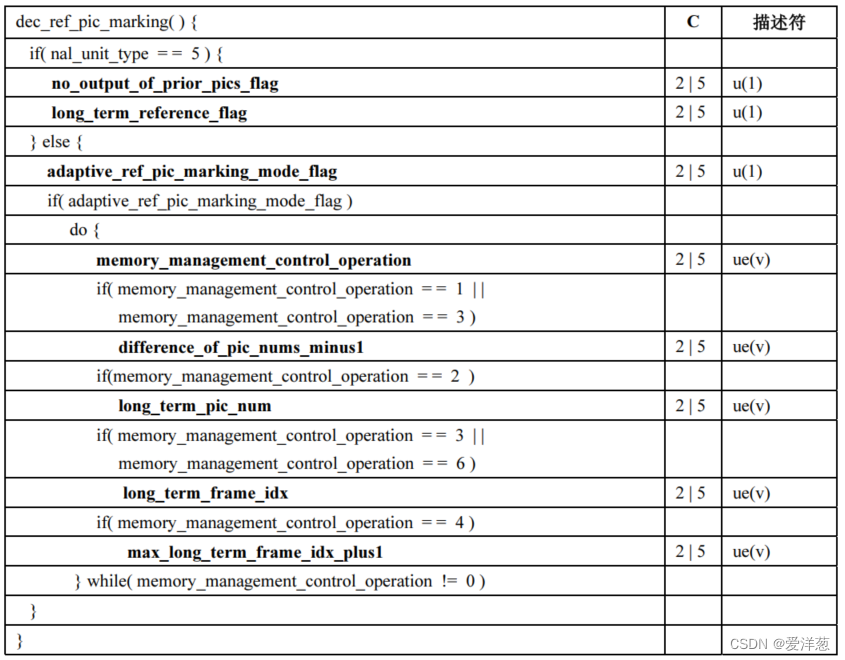 dec_ref_pic_marking( ) { C 描述符
if( nal_unit_type = = 5 ) {
no_output_of_prior_pics_flag 2 | 5 u(1)
long_term_reference_flag 2 | 5 u(1)
} else {
adaptive_ref_pic_marking_mode_flag 2 | 5 u(1)
if( adaptive_ref_pic_marking_mode_flag )
do {
memory_management_control_operation 2 | 5 ue(v)
if( memory_management_control_operation = = 1 | |
memory_management_control_operation = = 3 )
difference_of_pic_nums_minus1 2 | 5 ue(v)
if(memory_management_control_operation = = 2 )
long_term_pic_num 2 | 5 ue(v)
if( memory_management_control_operation = = 3 | |
memory_management_control_operation = = 6 )
long_term_frame_idx 2 | 5 ue(v)
if( memory_management_control_operation = = 4 )
max_long_term_frame_idx_plus1 2 | 5 ue(v)
} while( memory_management_control_operation != 0 )
}
}
CSDN @爱洋葱